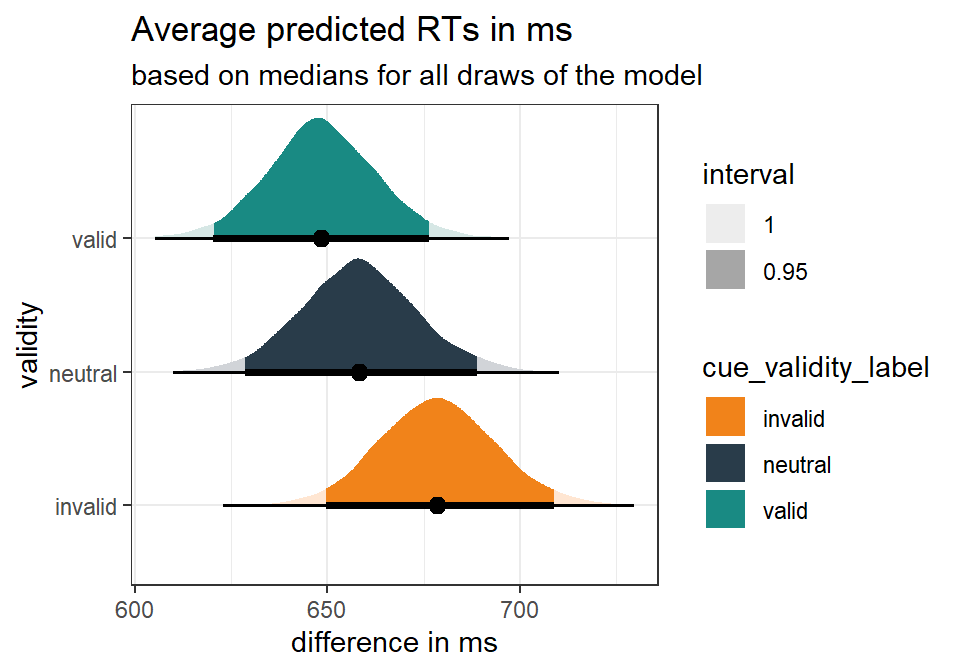 Average predicted RTs in ms
based on medians for all draws of the model
validity
valid
neutral
invalid
600 650 700
difference in ms
interval
1
0.95
cue_validity_label
invalid
neutral
valid